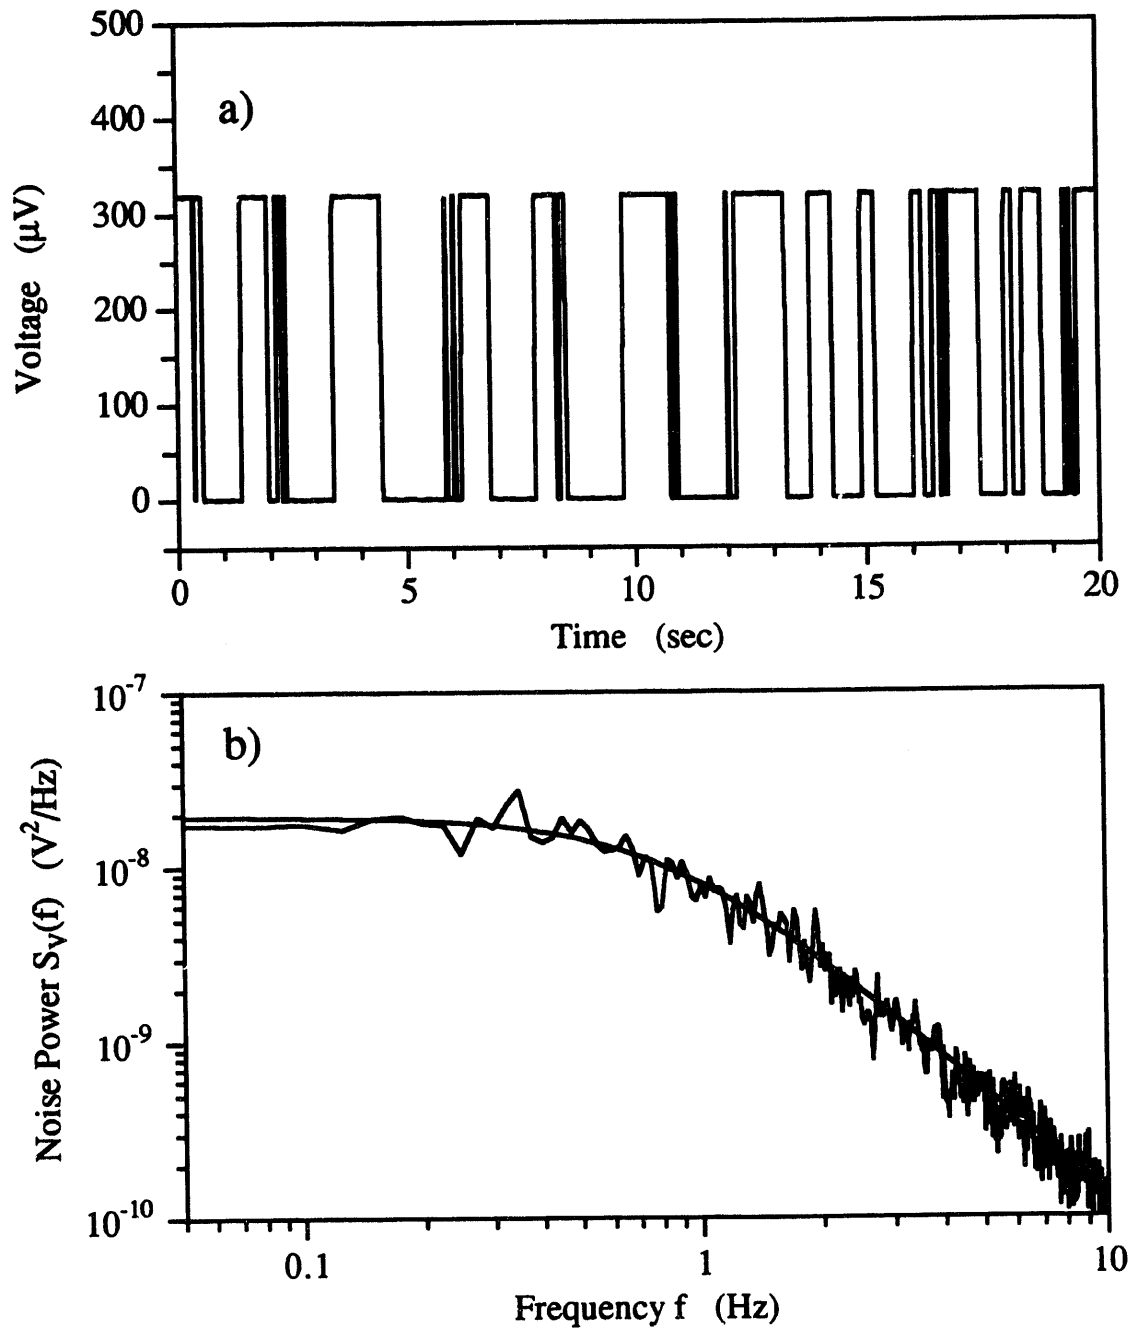 500
a)
400
300
200
100
0
Voltage (μV)
0 5 10 15 20
Time (sec)
10-7
b)
10-8
10-9
10-10
Noise Power Sv(f) (V2/Hz)
0.1 1 10
Frequency f (Hz)